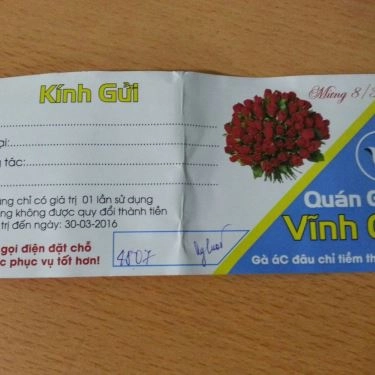 Kính Gửi
ại:
g tác:
ng chỉ có giá trị 01 lần sử dụng
ng không được quy đổi thành tiền
trị đến ngày: 30-03-2016
gọi điện đặt chỗ
c phục vụ tốt hơn!
4807
Mừng 8/3
Quán G
Vĩnh
Gà áC đâu chỉ tiềm th